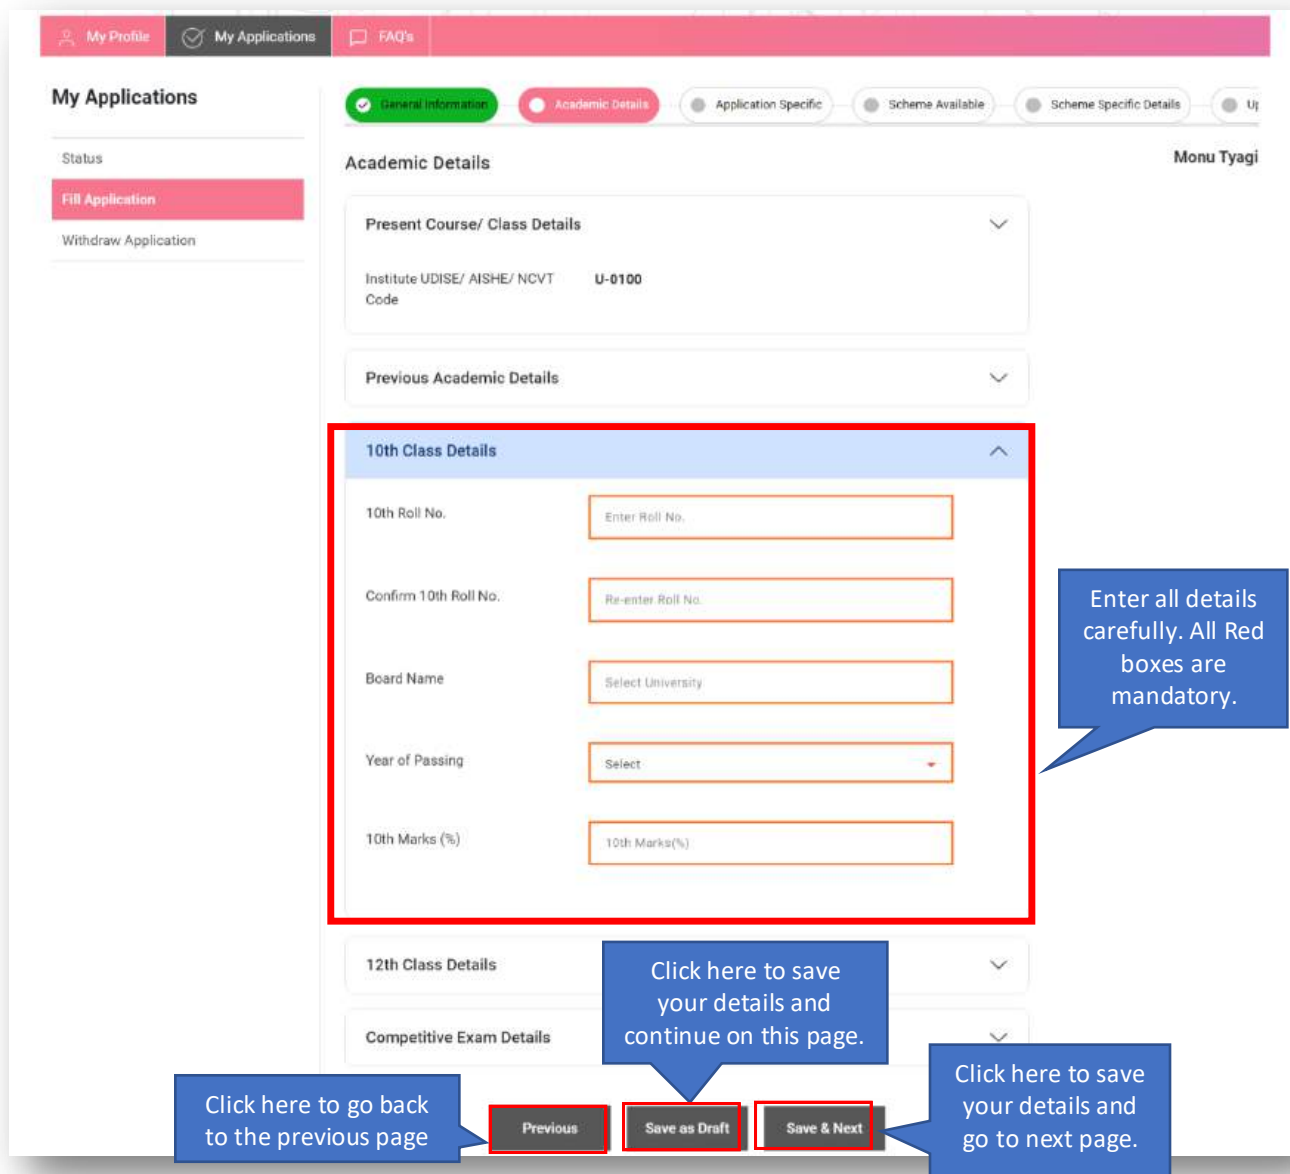 My Profile
My Applications
FAQ's
My Applications
General Information
Academic Details
Application Specific
Scheme Available
Scheme Specific Details
Status
Fill Application
Withdraw Application
Academic Details
Monu Tyagi
Present Course/ Class Details
Institute UDISE/ AISHE/ NCVT
Code
U-0100
Previous Academic Details
10th Class Details
10th Roll No.
Enter Roll No.
Confirm 10th Roll No.
Re-enter Roll No.
Board Name
Select University
Year of Passing
Select
10th Marks (%)
10th Marks(%)
Enter all details
carefully. All Red
boxes are
mandatory.
12th Class Details
Click here to save
your details and
continue on this page.
Competitive Exam Details
Click here to go back
to the previous page
Previous
Save as Draft
Save & Next
Click here to save
your details and
go to next page.